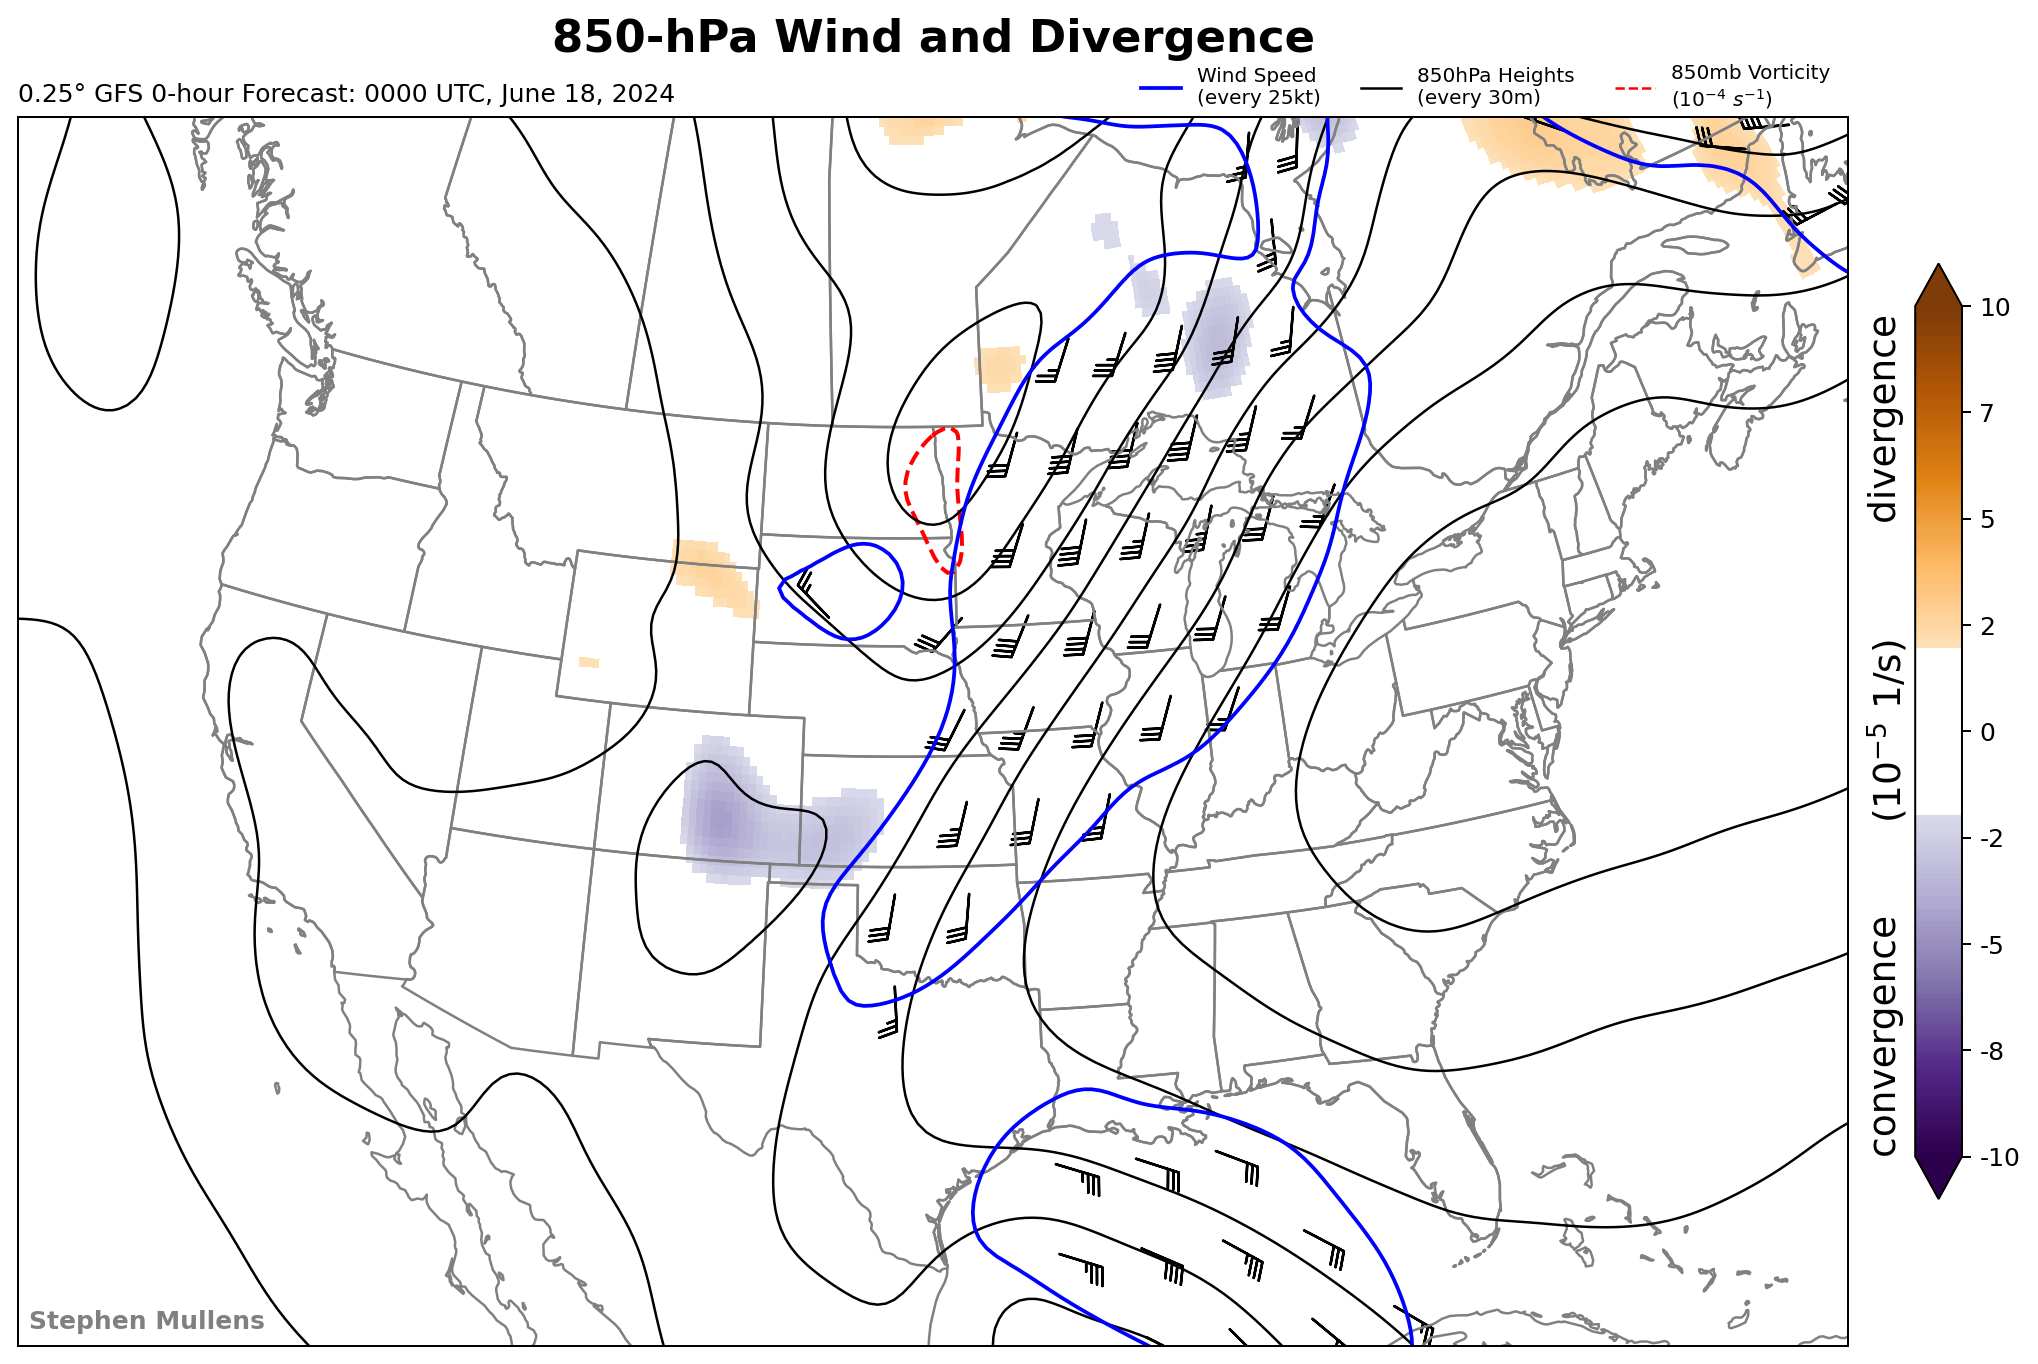 850-hPa Wind and Divergence
0.25° GFS 0-hour Forecast: 0000 UTC, June 18, 2024
Wind Speed
(every 25kt)
850hPa Heights
(every 30m)
850mb Vorticity
(10⁻⁴ s⁻¹)
10
7
5
2
0
-2
-5
-8
-10
convergence (10⁻⁵ 1/s) divergence
Stephen Mullens